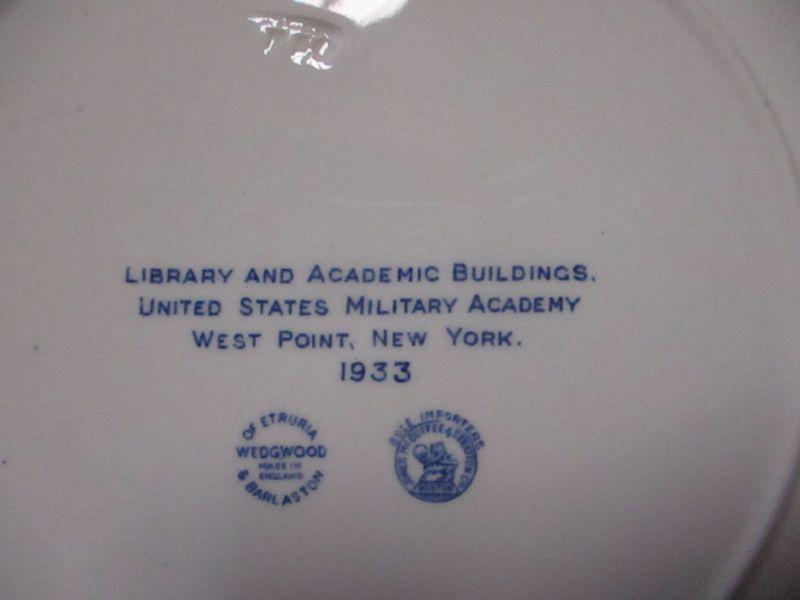 LIBRARY AND ACADEMIC BUILDINGS.
UNITED STATES MILITARY ACADEMY
WEST POINT, NEW YORK.
1933
OF ETRURIA
WEDGWOOD
MADE IN
ENGLAND
& BARLASTON
SOLE IMPORTERS